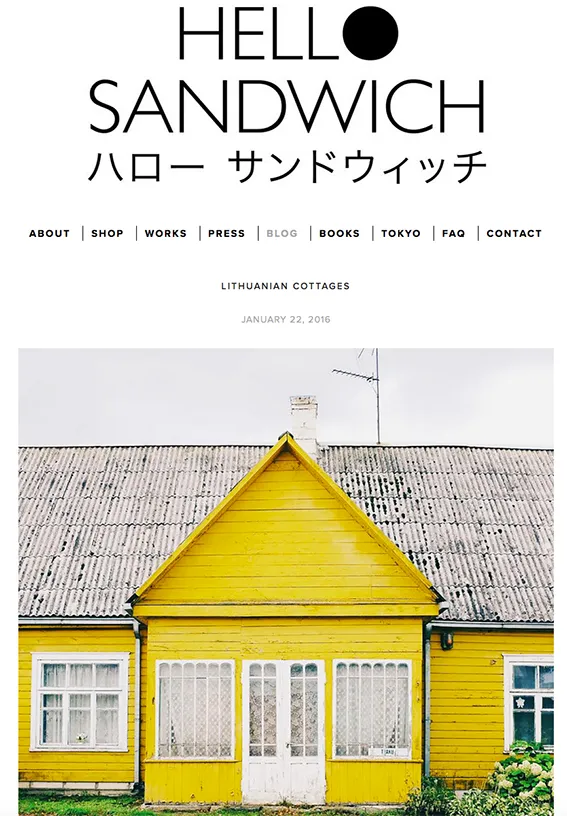 HELLO
SANDWICH
ハロー サンドウィッチ
ABOUT | SHOP | WORKS | PRESS | BLOG | BOOKS | TOKYO | FAQ | CONTACT
LITHUANIAN COTTAGES
JANUARY 22, 2016